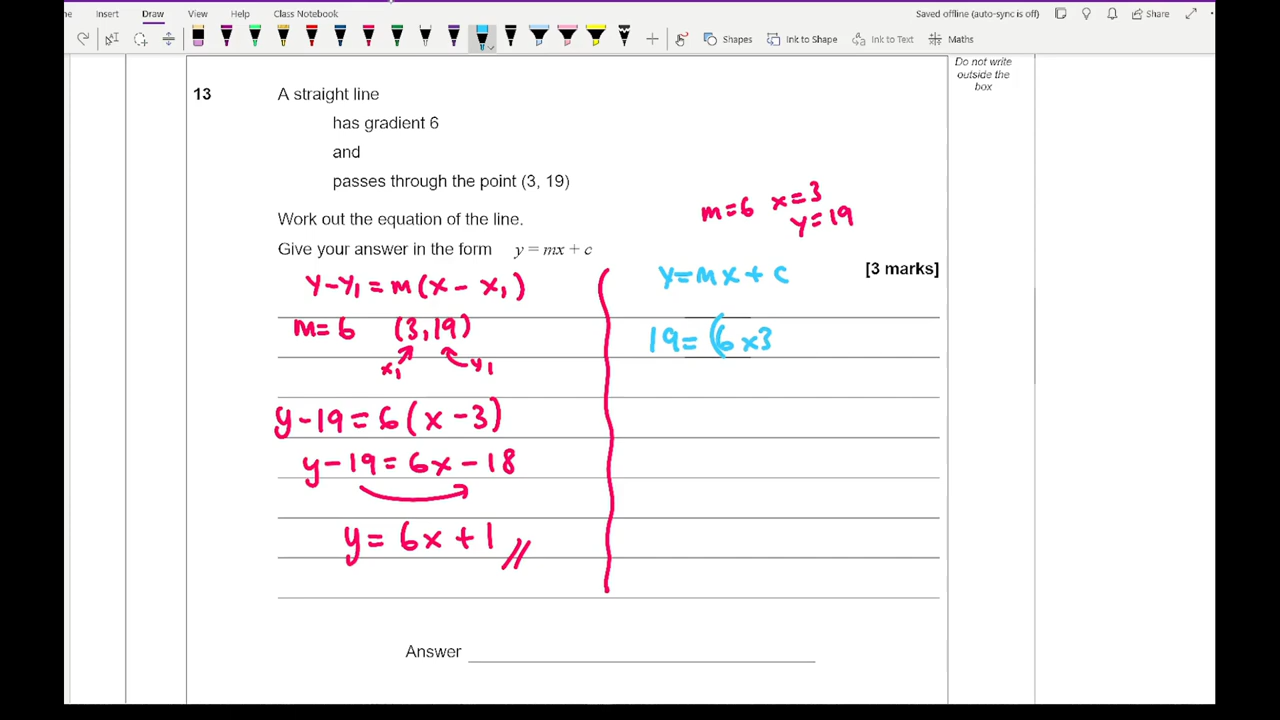 Insert Draw View Help Class Notebook Saved offline (auto-sync is off) Share
Shapes Ink to Shape Ink to Text Maths
Do not write
outside the
box
13 A straight line
has gradient 6
and
passes through the point (3, 19)
Work out the equation of the line.
Give your answer in the form y = mx + c
[3 marks]
y-y₁ = m(x - x₁)
m=6 (3,19)
x₁ y₁
y-19 = 6(x-3)
y-19 = 6x-18
y = 6x+1
m=6 x=3
y=19
y=mx+c
19= (6x3
Answer